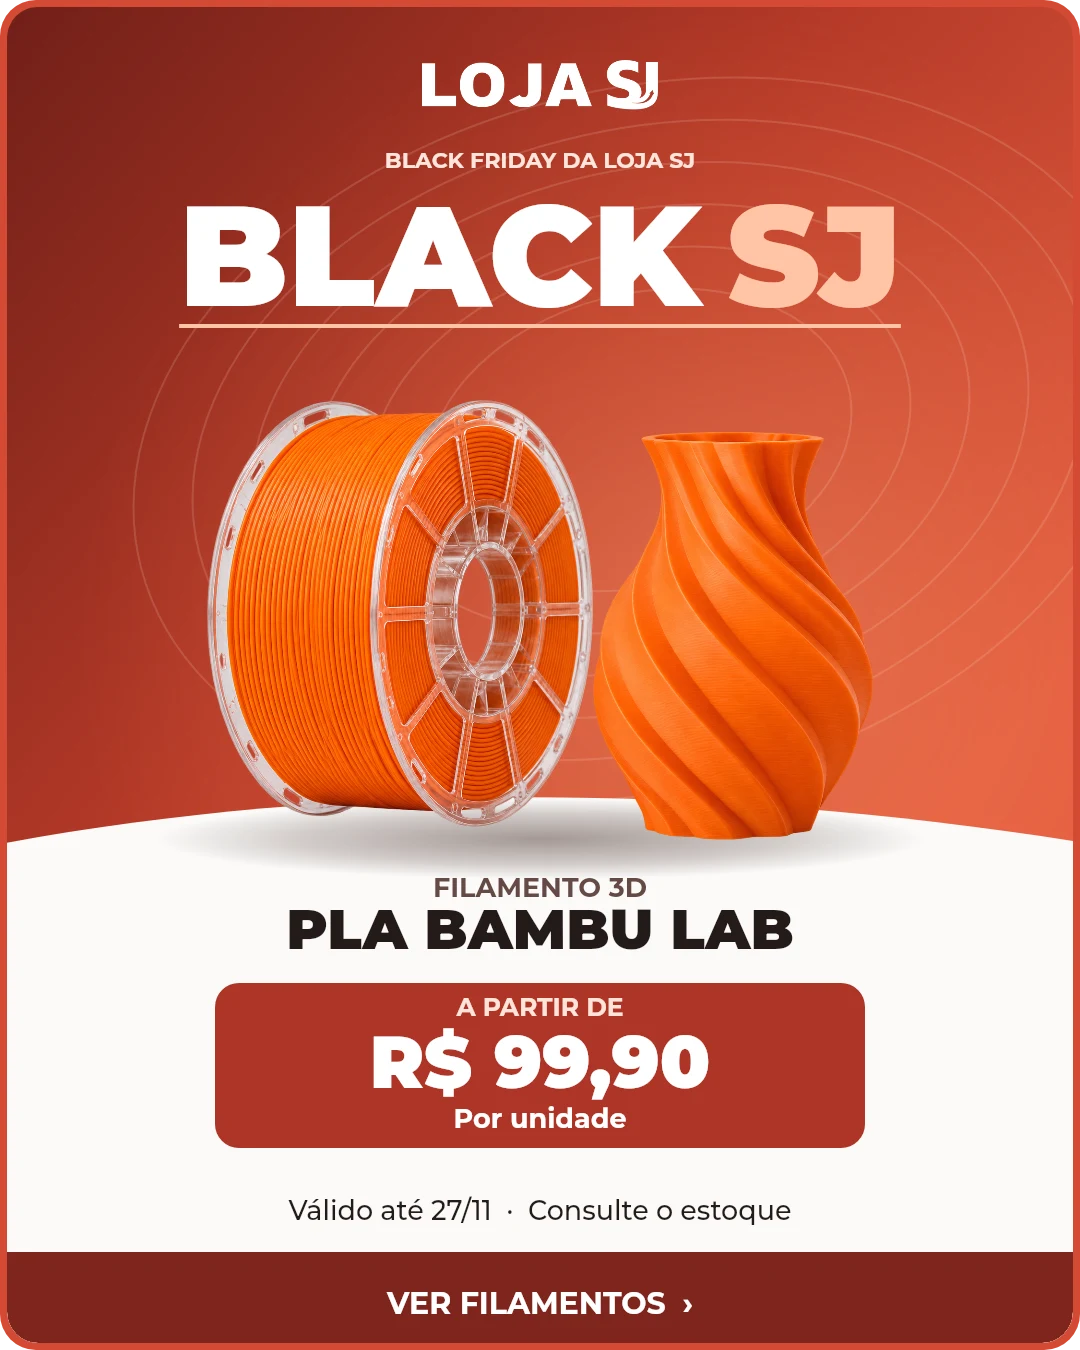 LOJA SJ
BLACK FRIDAY DA LOJA SJ
BLACK SJ
FILAMENTO 3D
PLA BAMBU LAB
A PARTIR DE
R$ 99,90
Por unidade
Válido até 27/11 · Consulte o estoque
VER FILAMENTOS ›